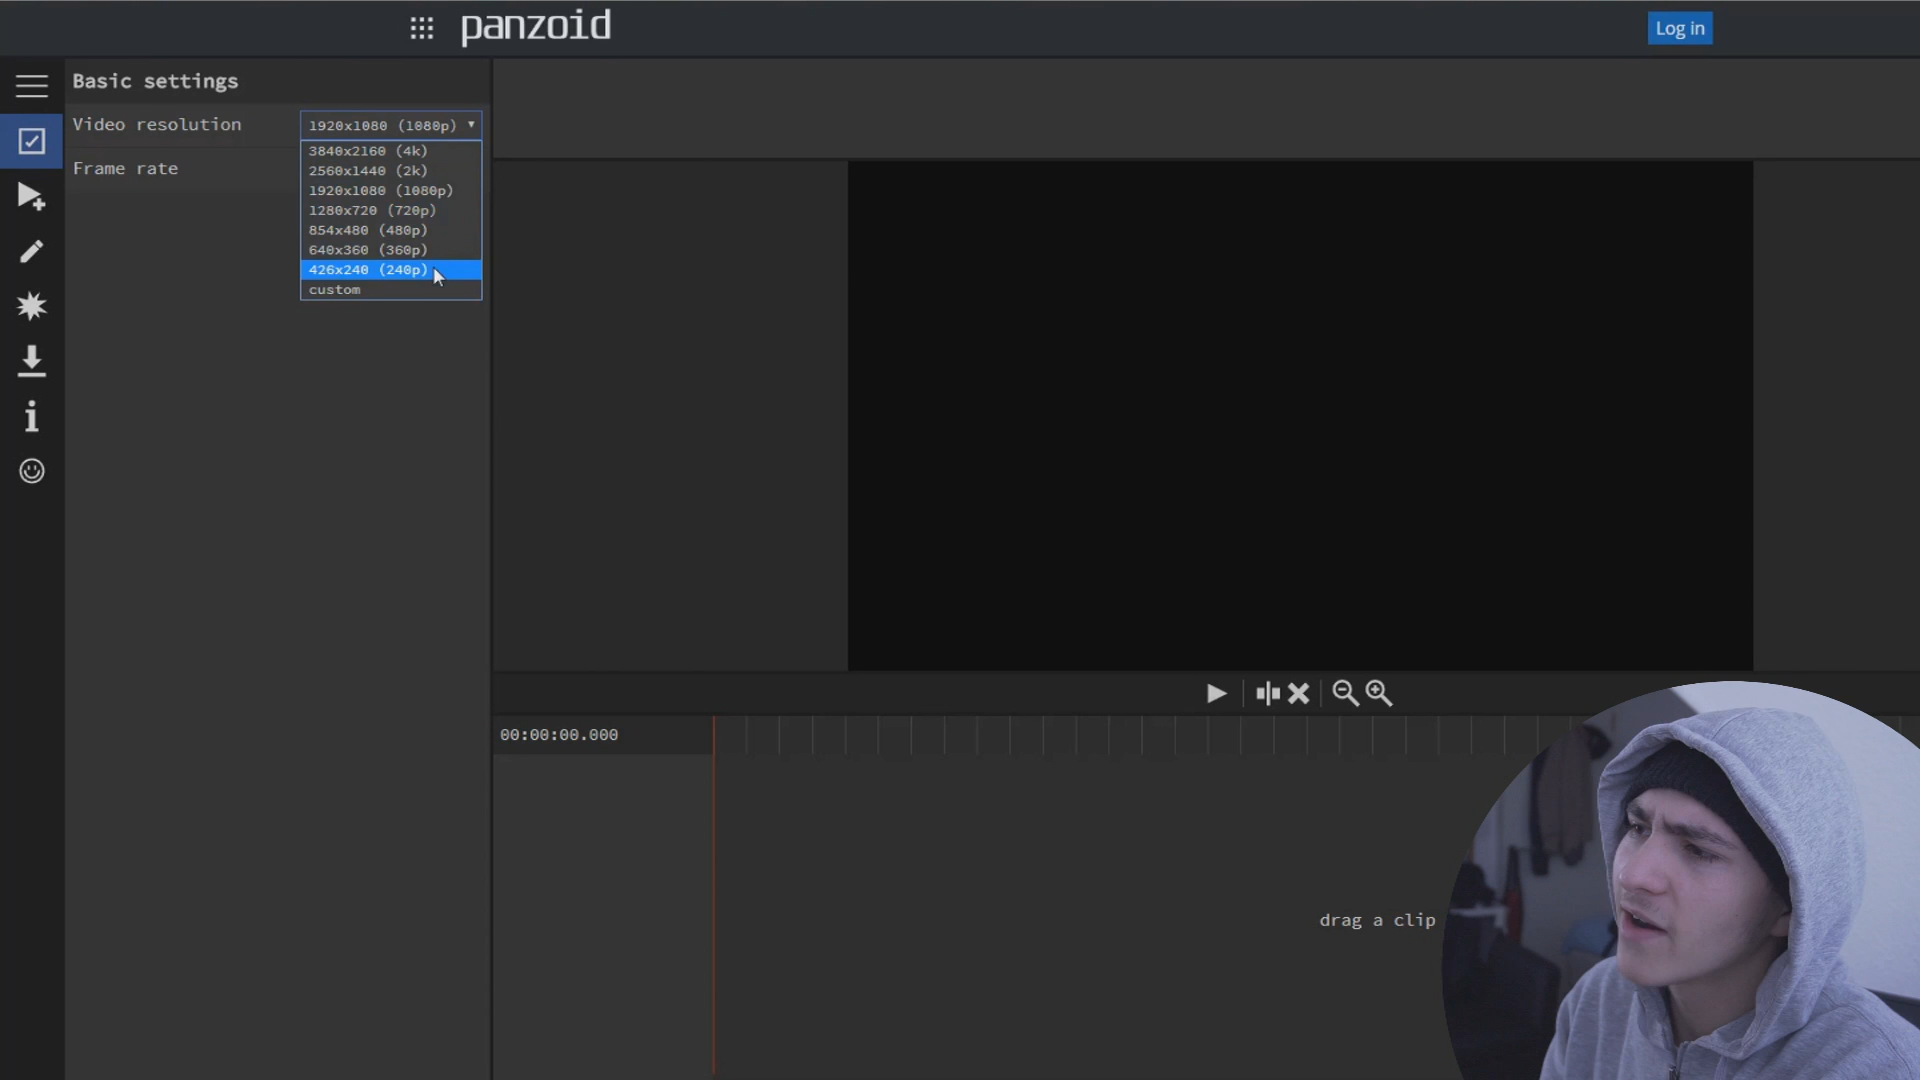 panzoid
Log in
Basic settings
Video resolution
1920x1080 (1080p)
3840x2160 (4k)
2560x1440 (2k)
1920x1080 (1080p)
1280x720 (720p)
854x480 (480p)
640x360 (360p)
426x240 (240p)
custom
Frame rate
00:00:00.000
drag a clip